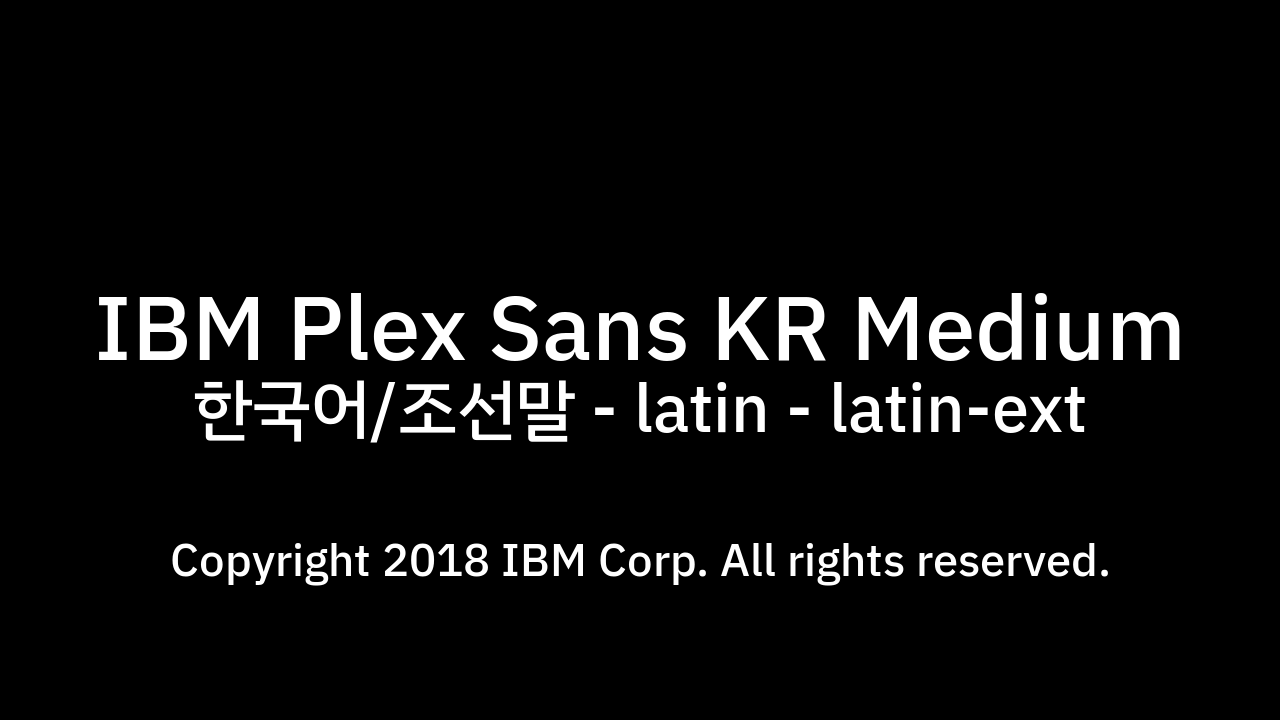 IBM Plex Sans KR Medium
한국어/조선말 - latin - latin-ext
Copyright 2018 IBM Corp. All rights reserved.